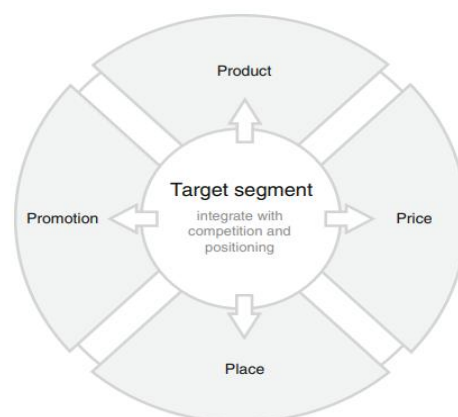 Product
Target segment
integrate with
competition and
positioning
Promotion
Price
Place